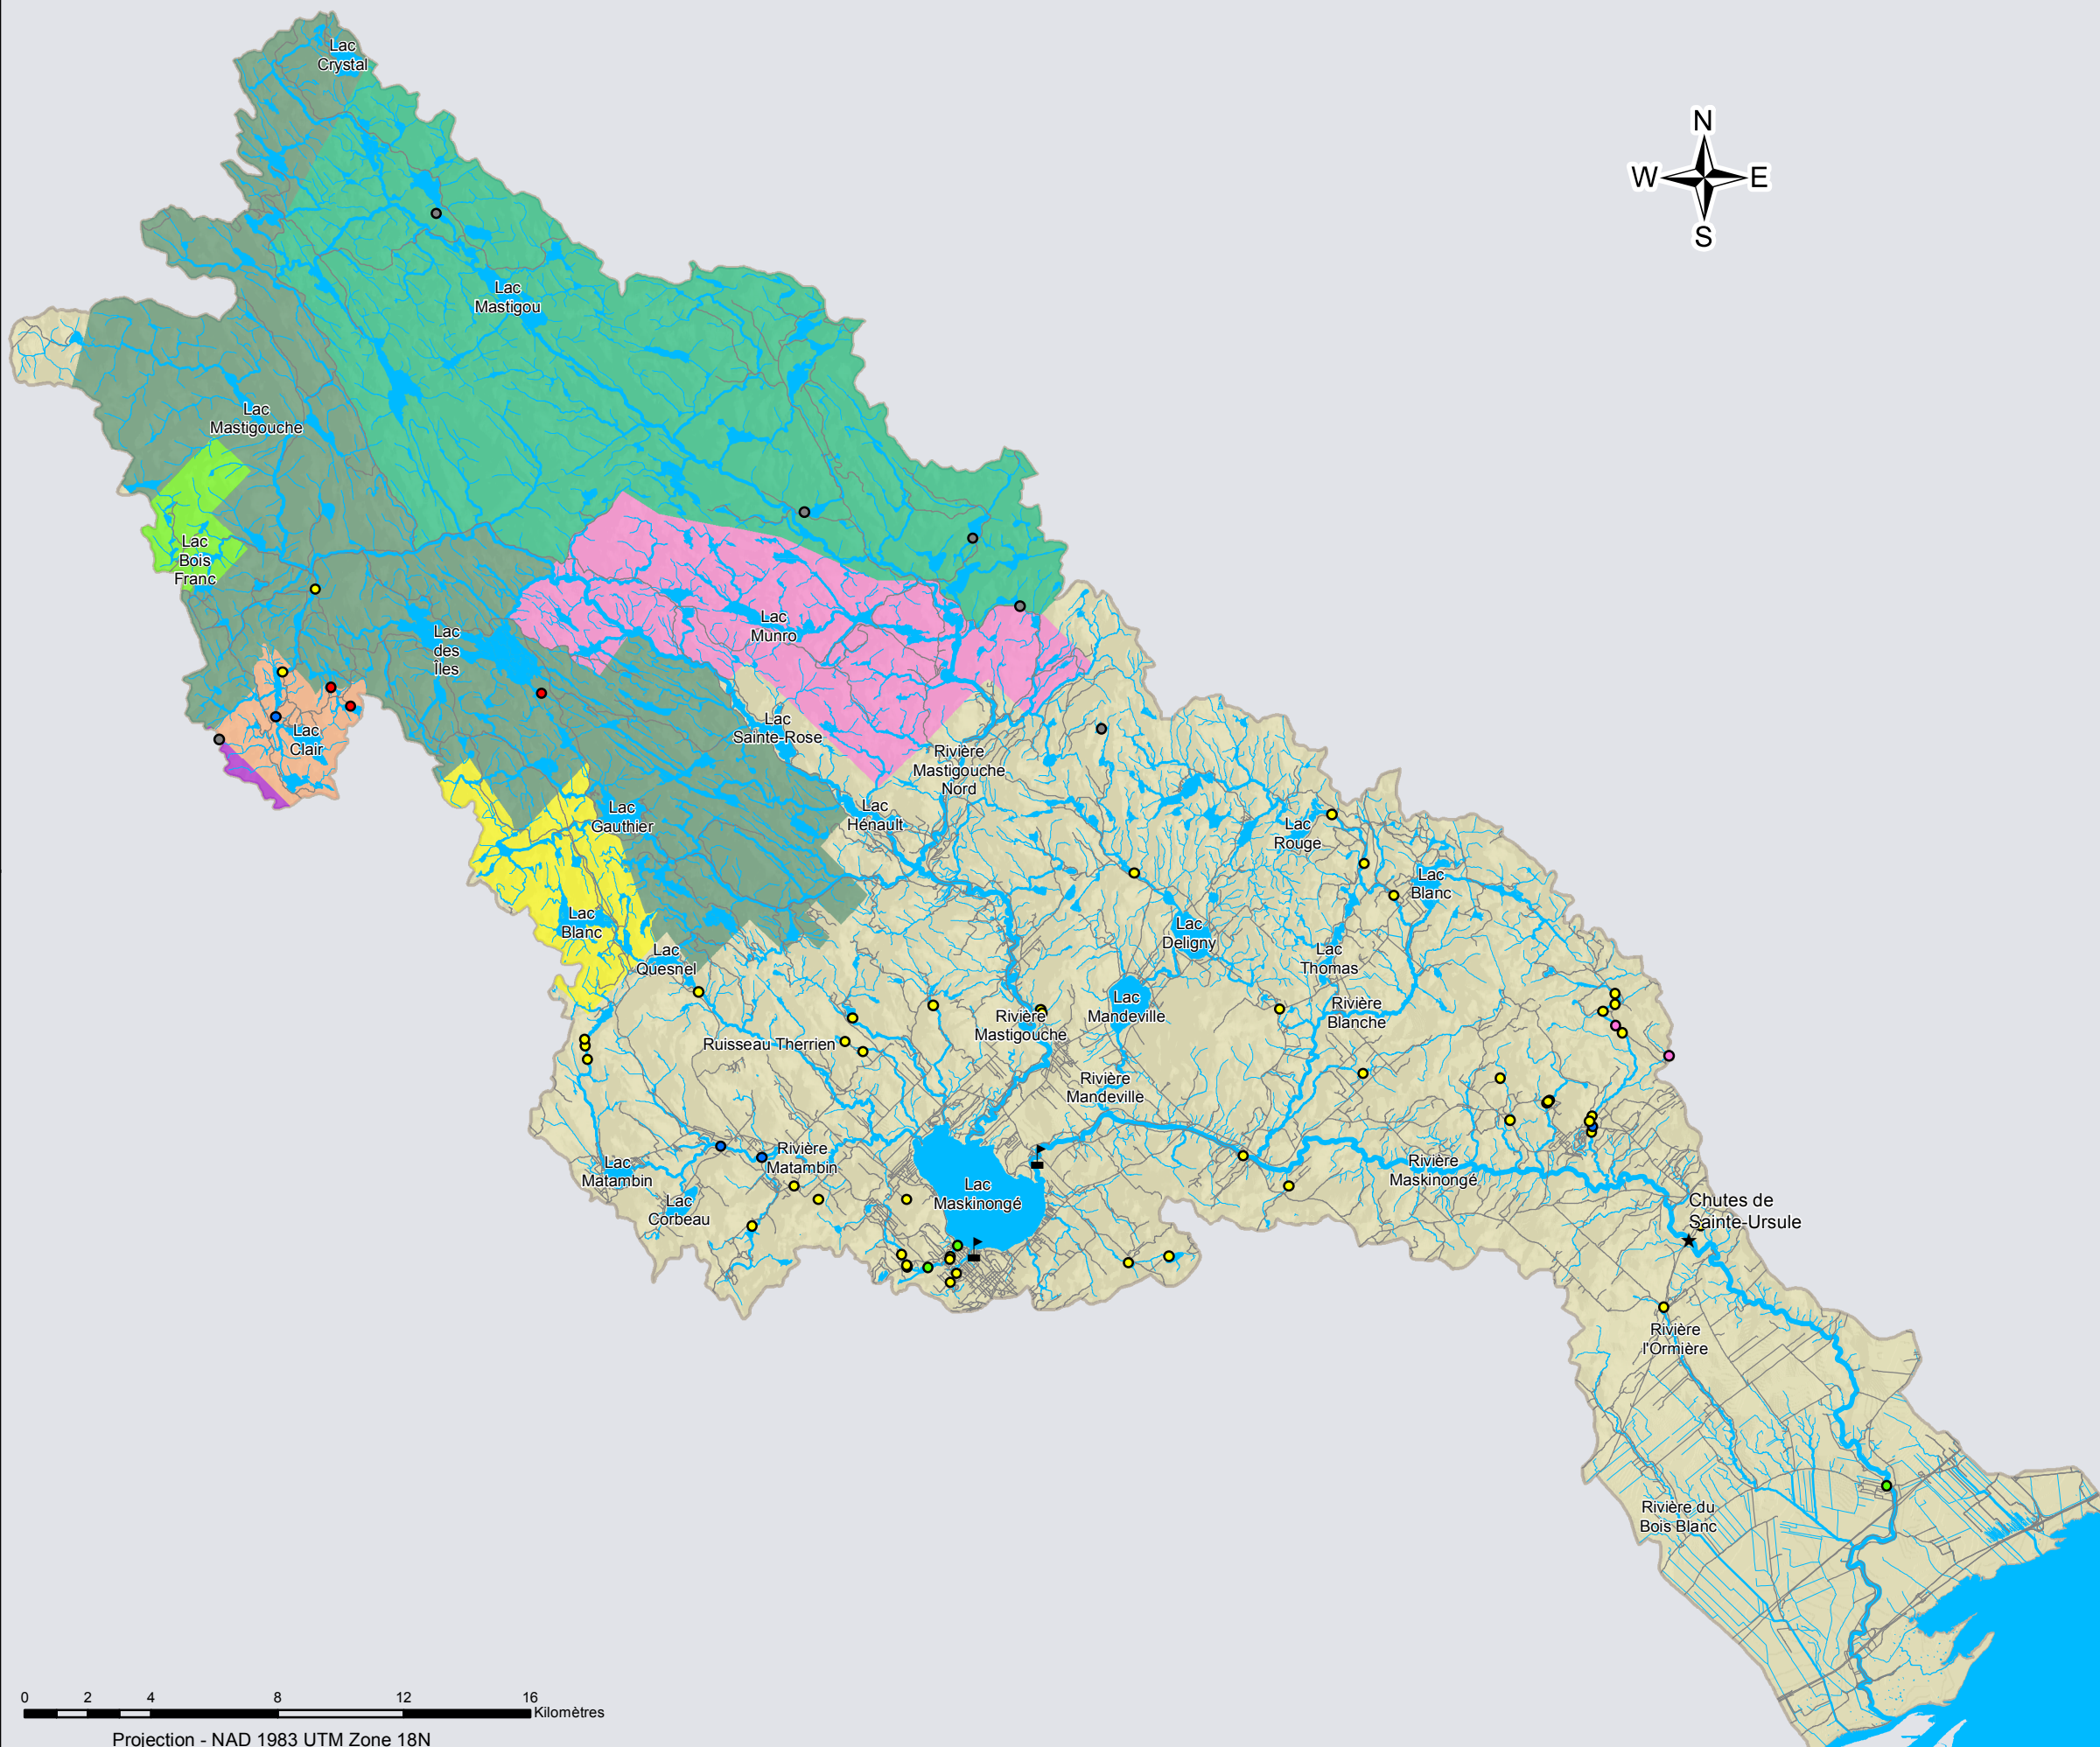 Lac
Crystal
N
W
E
S
Lac
Mastigou
Lac
Mastigouche
Lac
Bois
Franc
Lac
des
Îles
Lac
Munro
Lac
Clair
Lac
Sainte-Rose
Rivière
Mastigouche
Nord
Lac
Gauthier
Lac
Hénault
Lac
Rouge
Lac
Blanc
Lac
Blanc
Lac
Deligny
Lac
Thomas
Lac
Quesnel
Lac
Mandeville
Rivière
Blanche
Rivière
Mastigouche
Ruisseau Therrien
Rivière
Mandeville
Rivière
Matambin
Lac
Matambin
Lac
Corbeau
Lac
Maskinongé
Rivière
Maskinongé
Chutes de
Sainte-Ursule
Rivière
l'Ormière
Rivière du
Bois Blanc
0 2 4 8 12 16
Kilomètres
Projection - NAD 1983 UTM Zone 18N